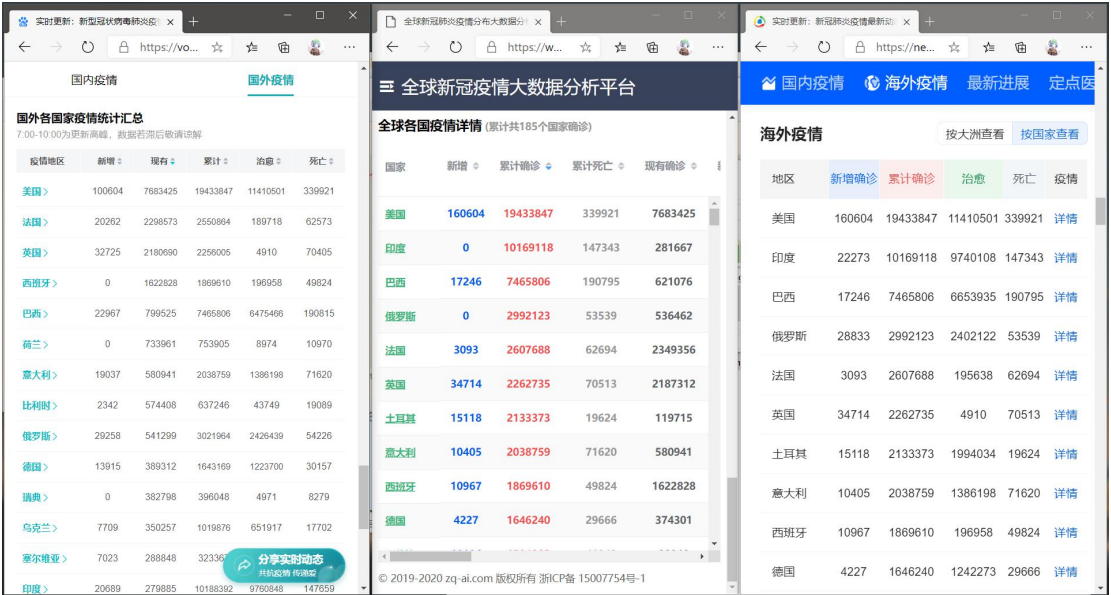 实时更新：新型冠状病毒肺炎疫
https://vo...
国内疫情 国外疫情
国外各国家疫情统计汇总
7:00-10:00为更新高峰，数据若滞后敬请谅解
疫情地区 新增 现有 累计 治愈 死亡
美国 100604 7683425 19433847 11410501 339921
法国 20262 2298573 2550864 189718 62573
英国 32725 2180690 2256005 4910 70405
西班牙 0 1622828 1869610 196958 49824
巴西 22967 799525 7465806 6475466 190815
荷兰 0 733961 753905 8974 10970
意大利 19037 580941 2038759 1386198 71620
比利时 2342 574408 637246 43749 19089
俄罗斯 29258 541299 3021964 2426439 54226
德国 13915 389312 1643169 1223700 30157
瑞典 0 382798 396048 4971 8279
乌克兰 7709 350257 1019876 651917 17702
塞尔维亚 7023 288848
分享实时动态
共抗疫情 传递爱
印度 20689 279885 10188392 9760848 147659
全球新冠肺炎疫情分布大数据分
https://w...
全球新冠疫情大数据分析平台
全球各国疫情详情 (累计共185个国家确诊)
国家 新增 累计确诊 累计死亡 现有确诊
美国 160604 19433847 339921 7683425
印度 0 10169118 147343 281667
巴西 17246 7465806 190795 621076
俄罗斯 0 2992123 53539 536462
法国 3093 2607688 62694 2349356
英国 34714 2262735 70513 2187312
土耳其 15118 2133373 19624 119715
意大利 10405 2038759 71620 580941
西班牙 10967 1869610 49824 1622828
德国 4227 1646240 29666 374301
© 2019-2020 zq-ai.com 版权所有 浙ICP备 15007754号-1
实时更新：新冠肺炎疫情最新动
https://ne...
国内疫情 海外疫情 最新进展 定点医
海外疫情 按大洲查看 按国家查看
地区 新增确诊 累计确诊 治愈 死亡 疫情
美国 160604 19433847 11410501 339921 详情
印度 22273 10169118 9740108 147343 详情
巴西 17246 7465806 6653935 190795 详情
俄罗斯 28833 2992123 2402122 53539 详情
法国 3093 2607688 195638 62694 详情
英国 34714 2262735 4910 70513 详情
土耳其 15118 2133373 1994034 19624 详情
意大利 10405 2038759 1386198 71620 详情
西班牙 10967 1869610 196958 49824 详情
德国 4227 1646240 1242273 29666 详情